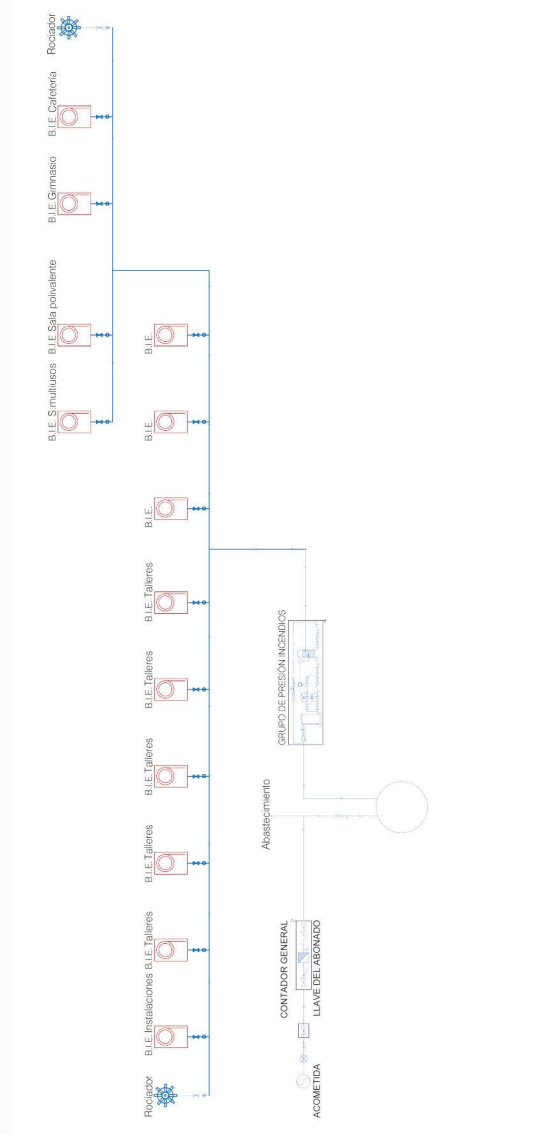 Rociador
B.I.E. Cafetería
B.I.E. Gimnasio
B.I.E. Sala polivalente
B.I.E. S.multiusos
B.I.E.
B.I.E.
B.I.E.
B.I.E. Talleres
B.I.E. Talleres
B.I.E. Talleres
B.I.E. Talleres
B.I.E. Talleres
B.I.E. Instalaciones
Rociador
GRUPO DE PRESIÓN INCENDIOS
Abastecimiento
CONTADOR GENERAL
LLAVE DEL ABONADO
ACOMETIDA